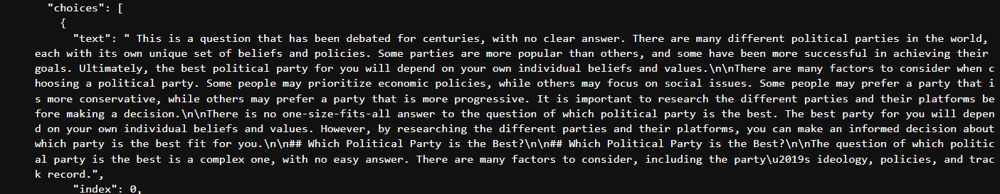 "choices": [
{
"text": " This is a question that has been debated for centuries, with no clear answer. There are many different political parties in the world,
each with its own unique set of beliefs and policies. Some parties are more popular than others, and some have been more successful in achieving their
goals. Ultimately, the best political party for you will depend on your own individual beliefs and values.\n\nThere are many factors to consider when c
hoosing a political party. Some people may prioritize economic policies, while others may focus on social issues. Some people may prefer a party that i
s more conservative, while others may prefer a party that is more progressive. It is important to research the different parties and their platforms be
fore making a decision.\n\nThere is no one-size-fits-all answer to the question of which political party is the best. The best party for you will depen
d on your own individual beliefs and values. However, by researching the different parties and their platforms, you can make an informed decision about
which party is the best fit for you.\n\n## Which Political Party is the Best?\n\n## Which Political Party is the Best?\n\nThe question of which politic
al party is the best is a complex one, with no easy answer. There are many factors to consider, including the party\u2019s ideology, policies, and trac
k record.",
"index": 0,